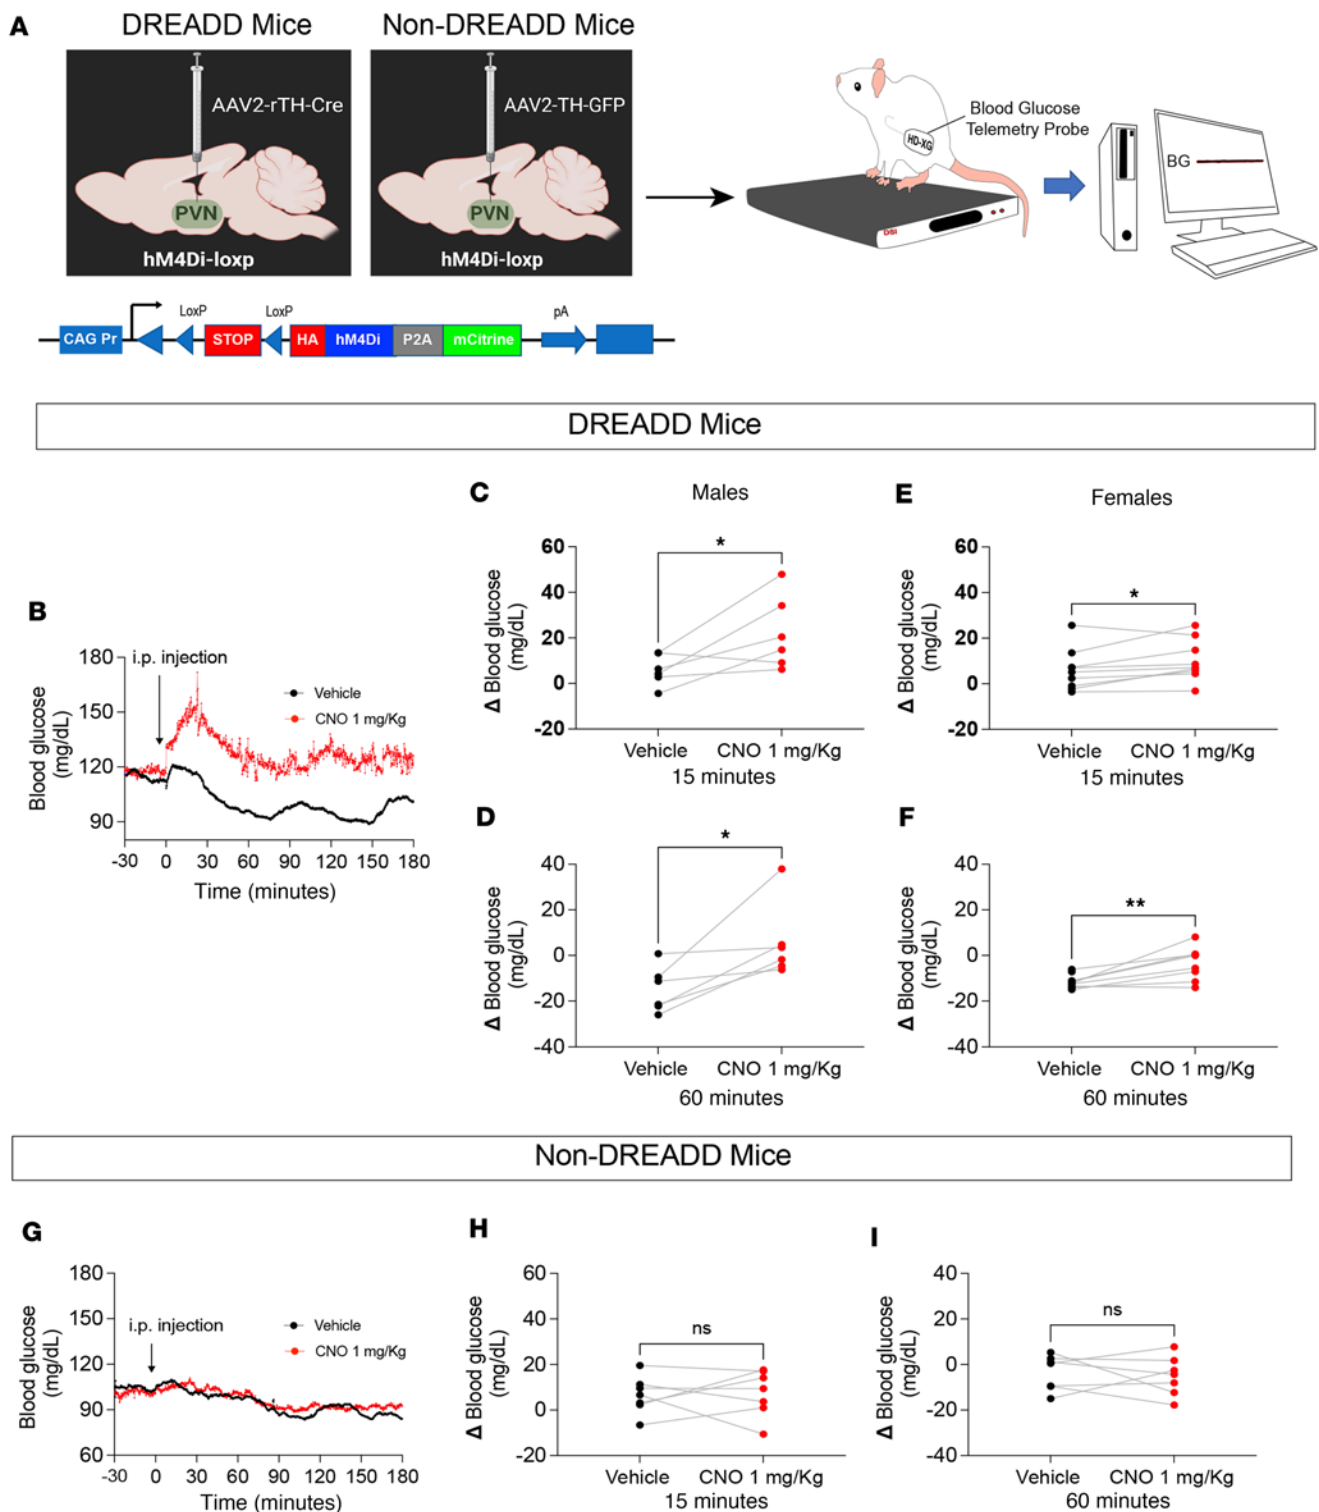 A
DREADD Mice
Non-DREADD Mice
AAV2-rTH-Cre
AAV2-TH-GFP
PVN
PVN
hM4Di-loxp
hM4Di-loxp
HD-XG
Blood Glucose
Telemetry Probe
DSI
BG
CAG Pr
LoxP
STOP
LoxP
HA
hM4Di
P2A
mCitrine
pA
DREADD Mice
B
180
150
120
90
Blood glucose
(mg/dL)
i.p. injection
Vehicle
CNO 1 mg/Kg
-30 0 30 60 90 120 150 180
Time (minutes)
C
Males
60
40
20
0
-20
Δ Blood glucose
(mg/dL)
*
Vehicle CNO 1 mg/Kg
15 minutes
E
Females
60
40
20
0
-20
Δ Blood glucose
(mg/dL)
*
Vehicle CNO 1 mg/Kg
15 minutes
D
40
20
0
-20
-40
Δ Blood glucose
(mg/dL)
*
Vehicle CNO 1 mg/Kg
60 minutes
F
40
20
0
-20
-40
Δ Blood glucose
(mg/dL)
**
Vehicle CNO 1 mg/Kg
60 minutes
Non-DREADD Mice
G
180
150
120
90
60
Blood glucose
(mg/dL)
i.p. injection
Vehicle
CNO 1 mg/Kg
-30 0 30 60 90 120 150 180
Time (minutes)
H
60
40
20
0
-20
Δ Blood glucose
(mg/dL)
ns
Vehicle CNO 1 mg/Kg
15 minutes
I
40
20
0
-20
-40
Δ Blood glucose
(mg/dL)
ns
Vehicle CNO 1 mg/Kg
60 minutes